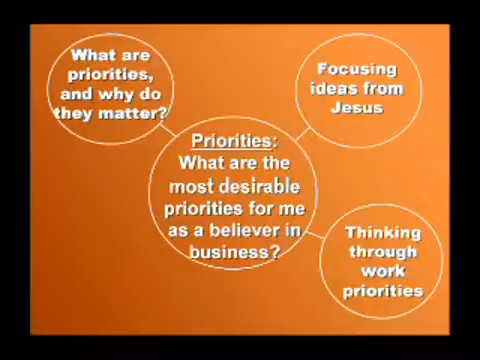 What are
priorities,
and why do
they matter?
Focusing
ideas from
Jesus
Priorities:
What are the
most desirable
priorities for me
as a believer in
business?
Thinking
through
work
priorities